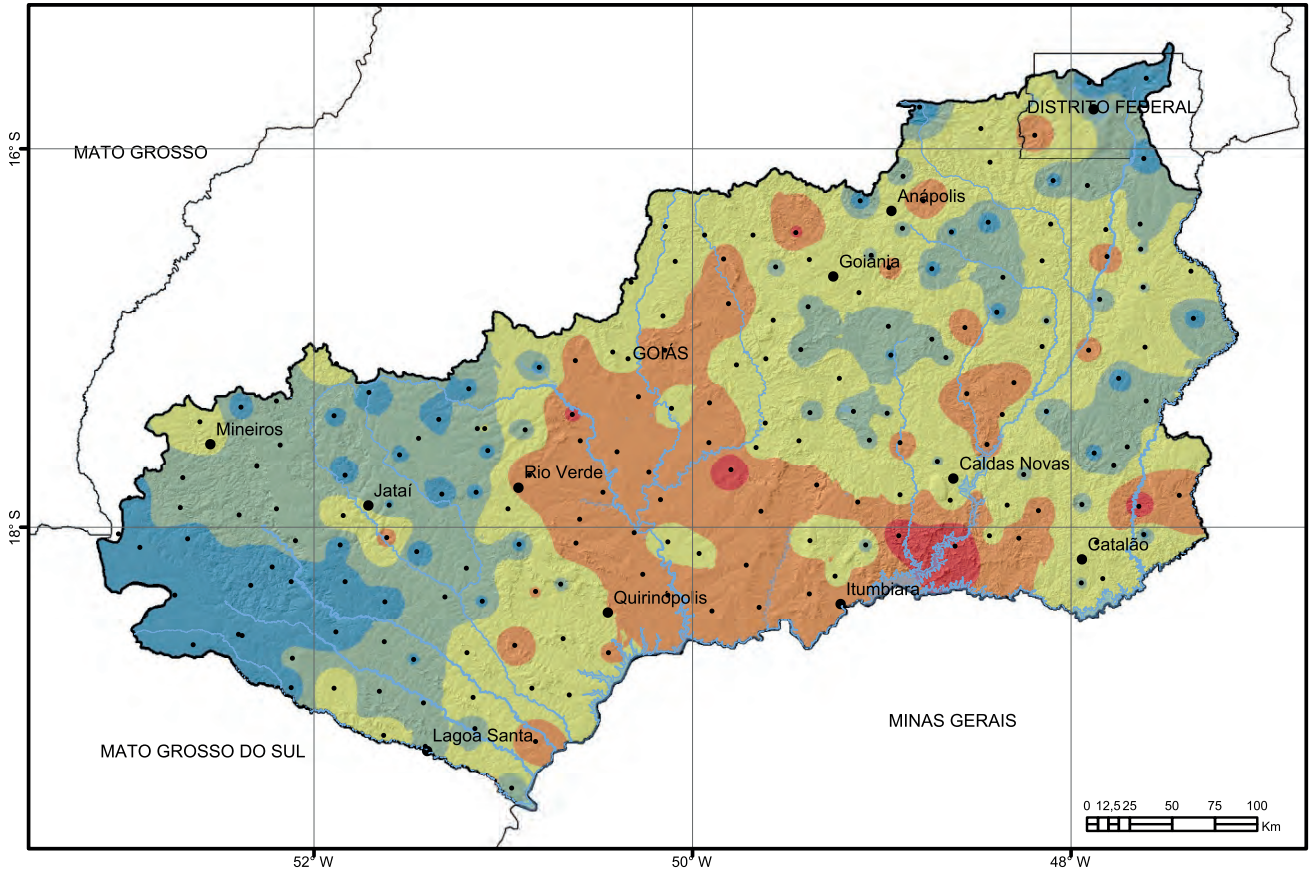 DISTRITO FEDERAL
MATO GROSSO
16° S
Anápolis
Goiânia
GOIÁS
Mineiros
Rio Verde
Caldas Novas
Jataí
18° S
Catalão
Quirinópolis
Itumbiara
MINAS GERAIS
Lagoa Santa
MATO GROSSO DO SUL
0 12,5 25 50 75 100
Km
52° W 50° W 48° W